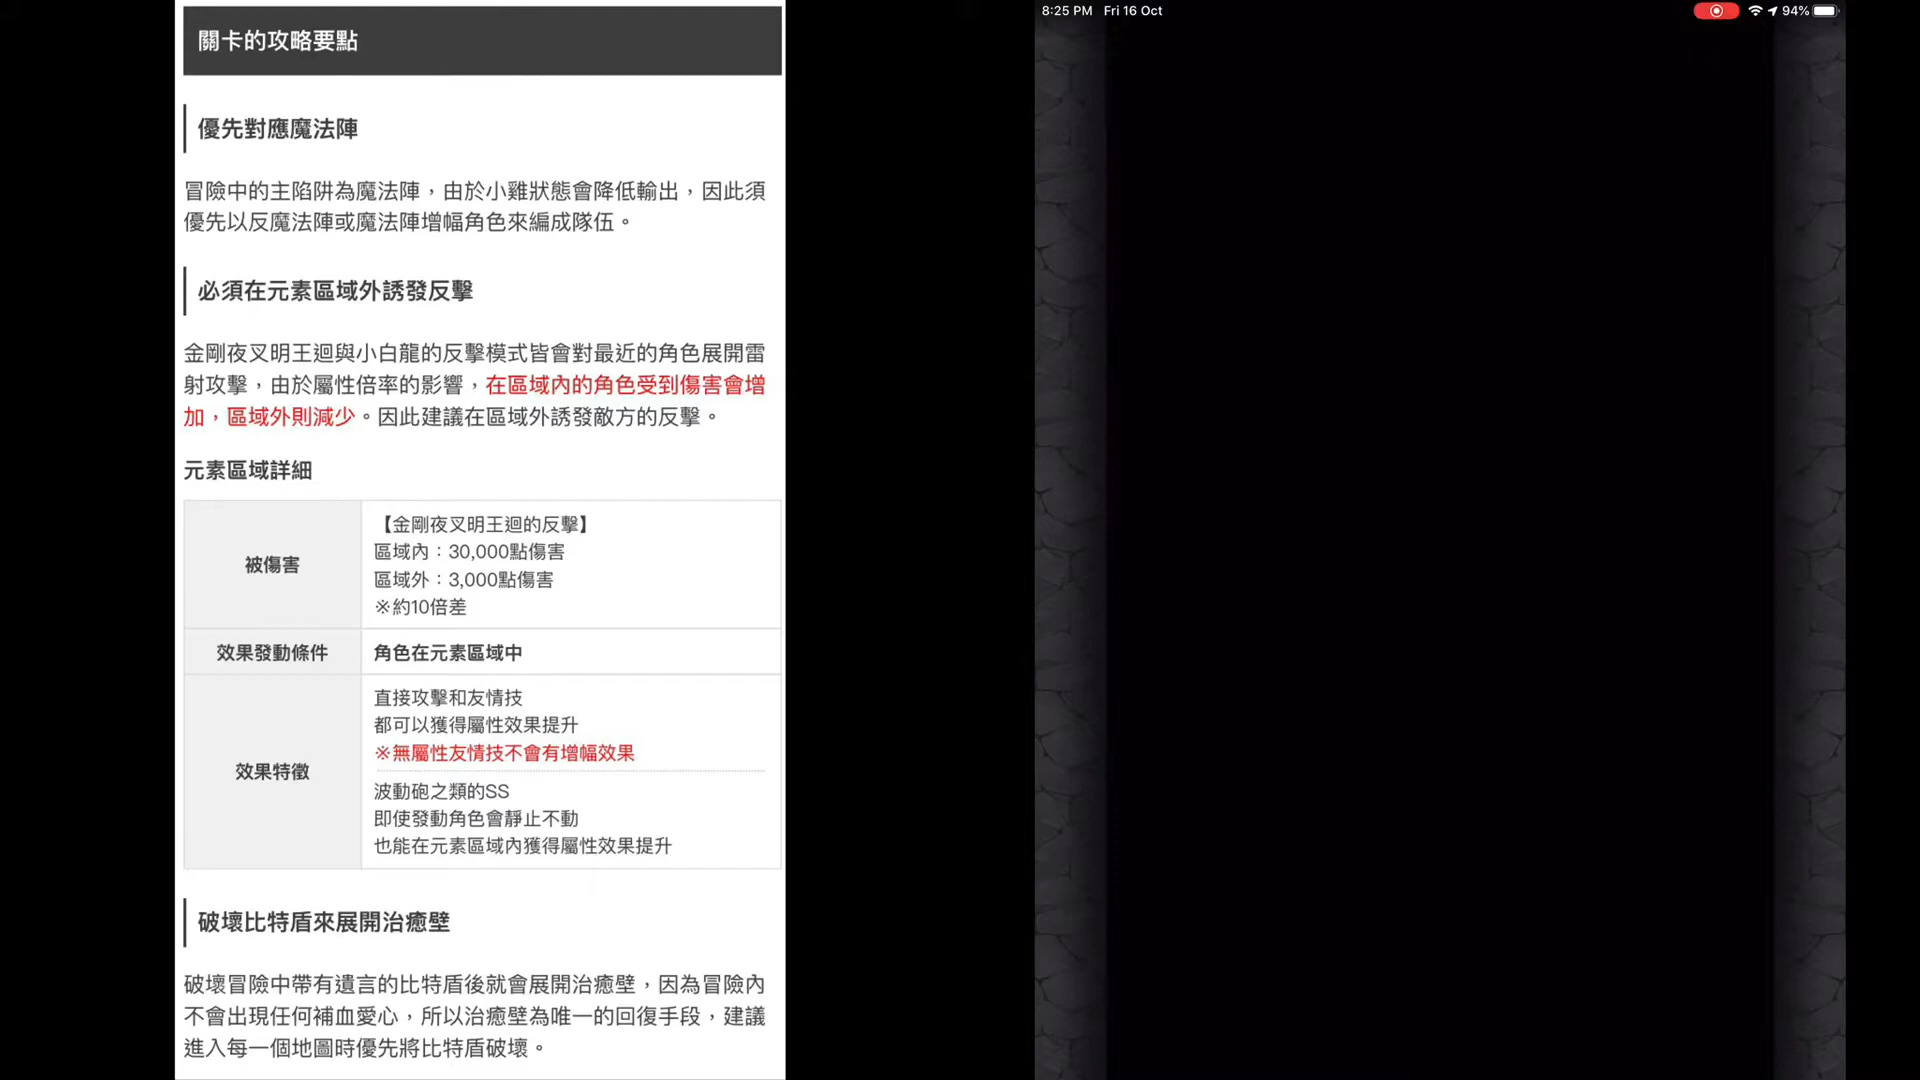 關卡的攻略要點
優先對應魔法陣
冒險中的主陷阱為魔法陣，由於小雞狀態會降低輸出，因此須
優先以反魔法陣或魔法陣增幅角色來編成隊伍。
必須在元素區域外誘發反擊
金剛夜叉明王迴與小白龍的反擊模式皆會對最近的角色展開雷
射攻擊，由於屬性倍率的影響，在區域內的角色受到傷害會增
加，區域外則減少。因此建議在區域外誘發敵方的反擊。
元素區域詳細
被傷害
【金剛夜叉明王迴的反擊】
區域內：30,000點傷害
區域外：3,000點傷害
※約10倍差
效果發動條件
角色在元素區域中
效果特徵
直接攻擊和友情技
都可以獲得屬性效果提升
※無屬性友情技不會有增幅效果
波動砲之類的SS
即使發動角色會靜止不動
也能在元素區域內獲得屬性效果提升
破壞比特盾來展開治癒壁
破壞冒險中帶有遺言的比特盾後就會展開治癒壁，因為冒險內
不會出現任何補血愛心，所以治癒壁為唯一的回復手段，建議
進入每一個地圖時優先將比特盾破壞。
8:25 PM Fri 16 Oct
94%